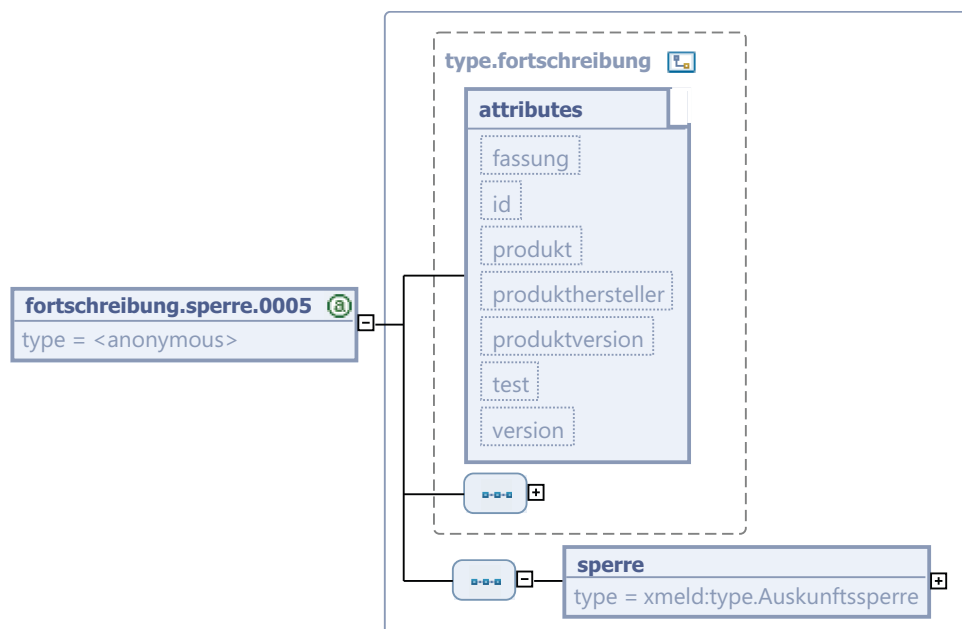 type.fortschreibung
attributes
fassung
id
produkt
produkthersteller
produktversion
test
version
fortschreibung.sperre.0005 a
type = <anonymous>
sperre
type = xmeld:type.Auskunftssperre